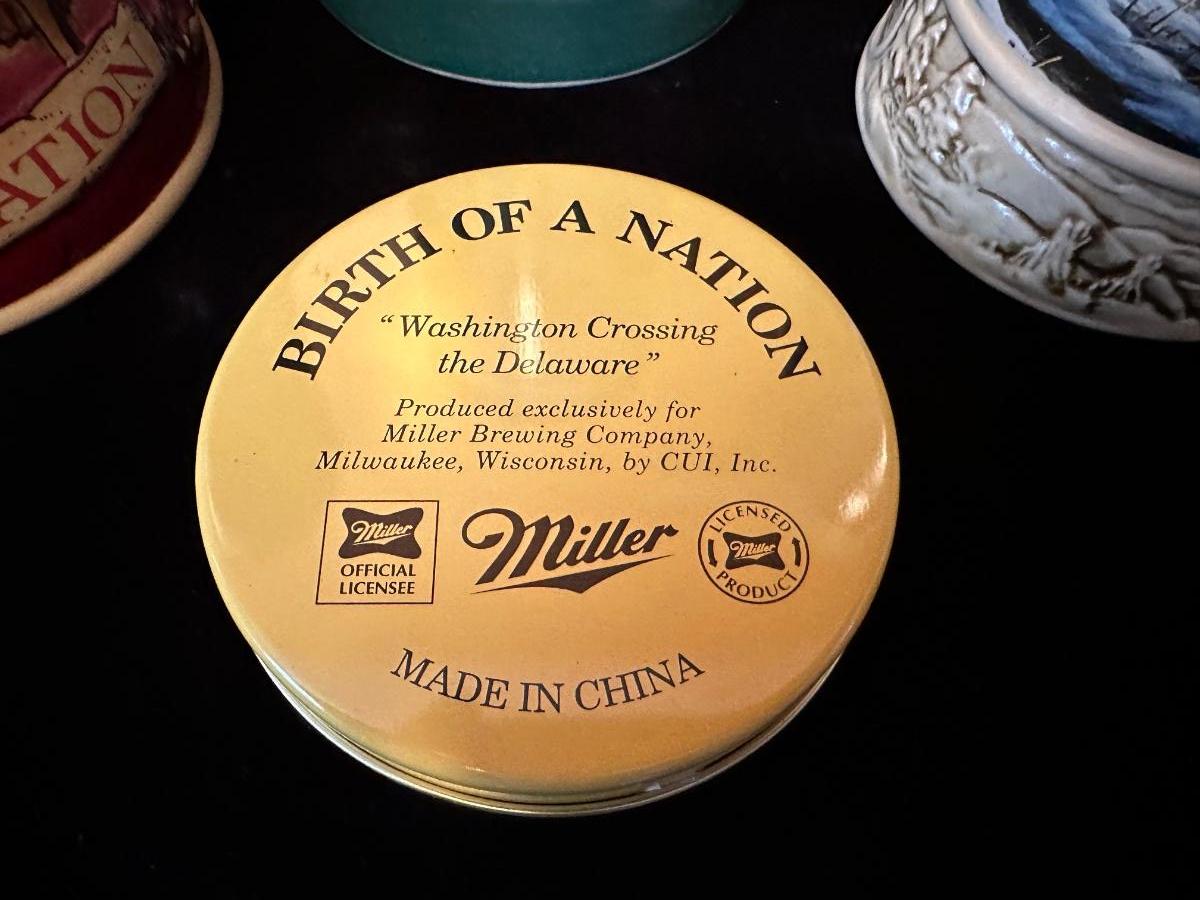 ATION
BIRTH OF A NATION
“Washington Crossing
the Delaware”
Produced exclusively for
Miller Brewing Company,
Milwaukee, Wisconsin, by CUI, Inc.
Miller
OFFICIAL
LICENSEE
Miller
LICENSED
Miller
PRODUCT
MADE IN CHINA